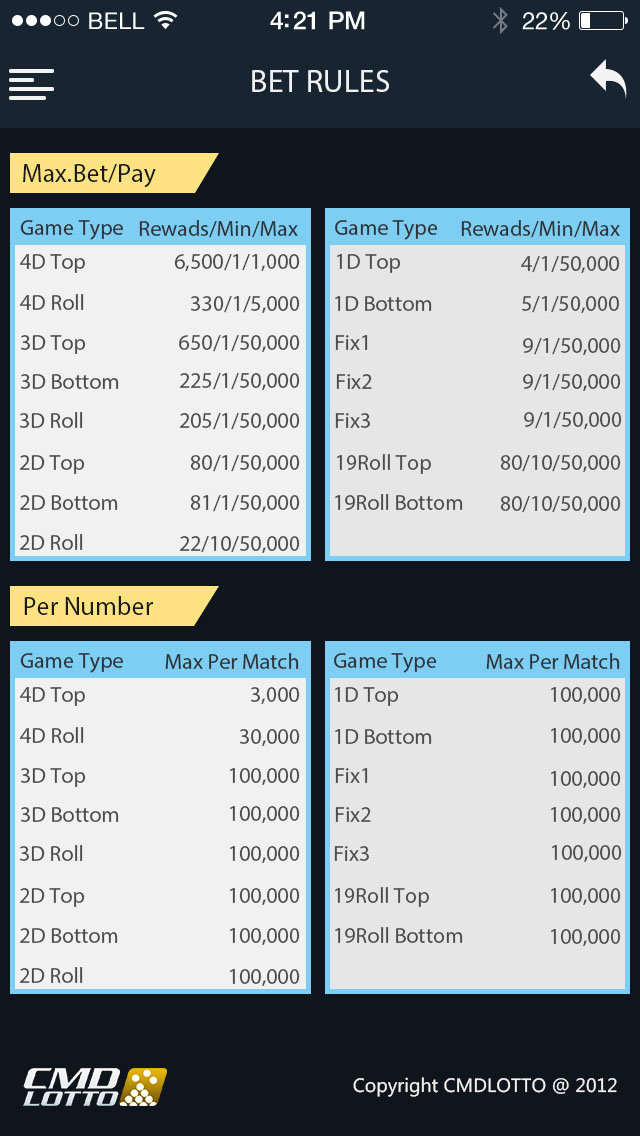 BELL 4:21 PM 22%
BET RULES
Max.Bet/Pay
Game Type Rewads/Min/Max
4D Top 6,500/1/1,000
4D Roll 330/1/5,000
3D Top 650/1/50,000
3D Bottom 225/1/50,000
3D Roll 205/1/50,000
2D Top 80/1/50,000
2D Bottom 81/1/50,000
2D Roll 22/10/50,000
Game Type Rewads/Min/Max
1D Top 4/1/50,000
1D Bottom 5/1/50,000
Fix1 9/1/50,000
Fix2 9/1/50,000
Fix3 9/1/50,000
19Roll Top 80/10/50,000
19Roll Bottom 80/10/50,000
Per Number
Game Type Max Per Match
4D Top 3,000
4D Roll 30,000
3D Top 100,000
3D Bottom 100,000
3D Roll 100,000
2D Top 100,000
2D Bottom 100,000
2D Roll 100,000
Game Type Max Per Match
1D Top 100,000
1D Bottom 100,000
Fix1 100,000
Fix2 100,000
Fix3 100,000
19Roll Top 100,000
19Roll Bottom 100,000
CMD
LOTTO
Copyright CMDLOTTO @ 2012